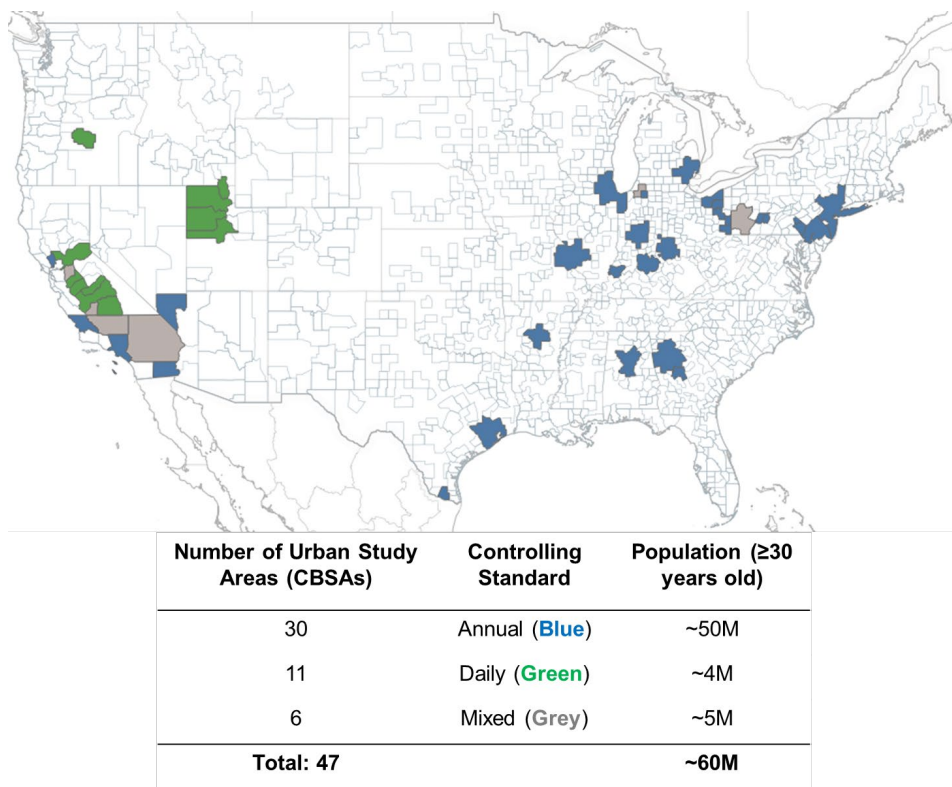 Number of Urban Study Areas (CBSAs) Controlling Standard Population (≥30 years old)
30 Annual (Blue) ~50M
11 Daily (Green) ~4M
6 Mixed (Grey) ~5M
Total: 47 ~60M